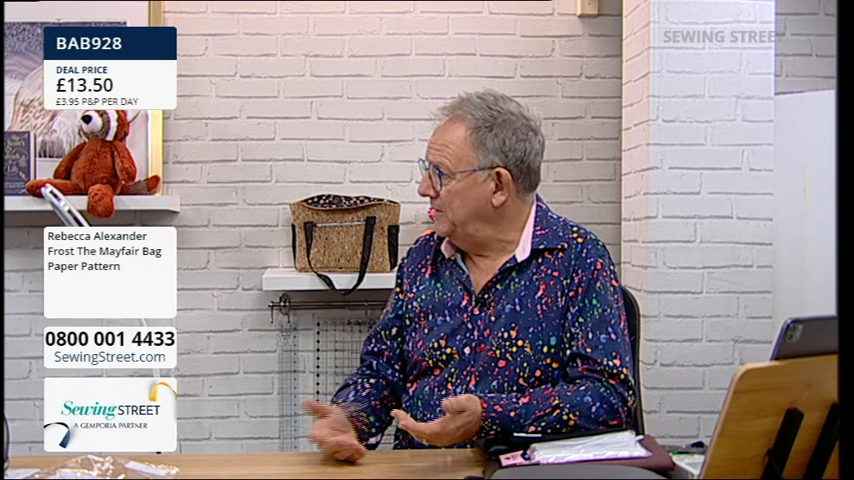 BAB928
DEAL PRICE
£13.50
£3.95 P&P PER DAY
SEWING STREET
Rebecca Alexander
Frost The Mayfair Bag
Paper Pattern
0800 001 4433
SewingStreet.com
Sewing STREET
A GEMPORIA PARTNER